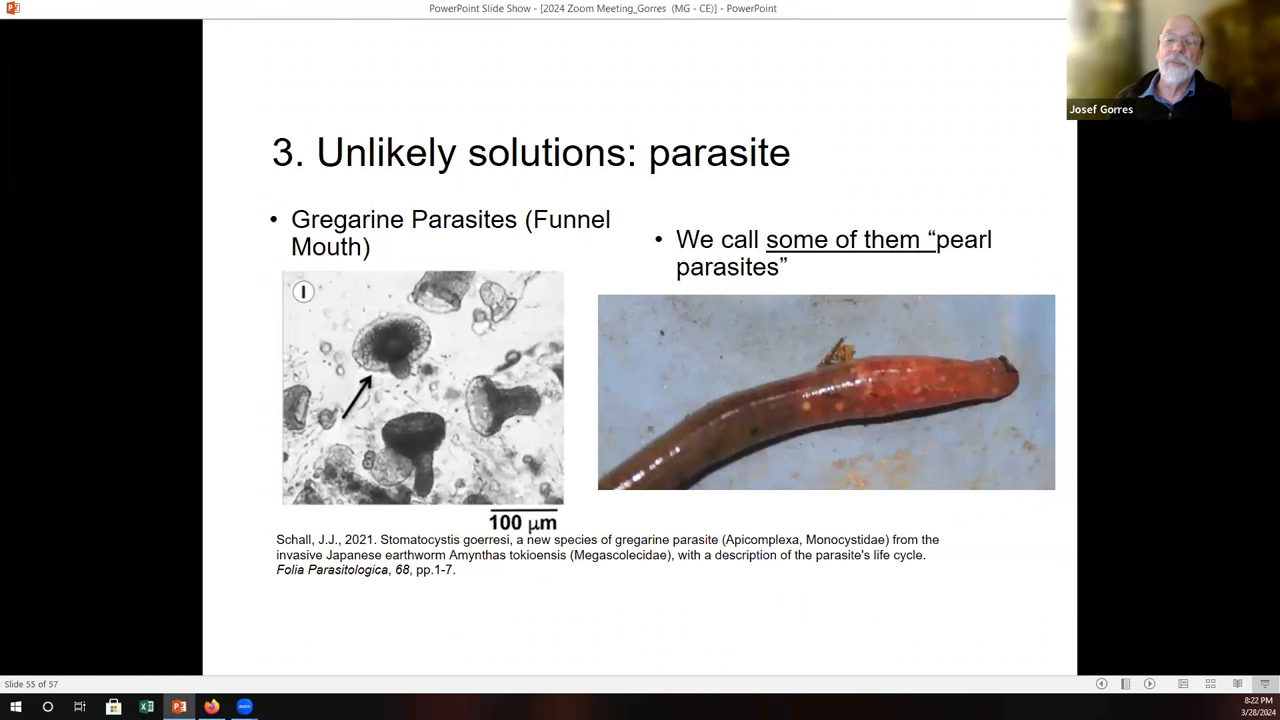 PowerPoint Slide Show - [2024 Zoom Meeting_Gorres (MG - CE)] - PowerPoint
Josef Gorres
3. Unlikely solutions: parasite
• Gregarine Parasites (Funnel
Mouth)
• We call some of them “pearl
parasites”
I
100 μm
Schall, J.J., 2021. Stomatocystis goerresi, a new species of gregarine parasite (Apicomplexa, Monocystidae) from the
invasive Japanese earthworm Amynthas tokioensis (Megascolecidae), with a description of the parasite's life cycle.
Folia Parasitologica, 68, pp.1-7.
Slide 55 of 57
8:22 PM
3/28/2024